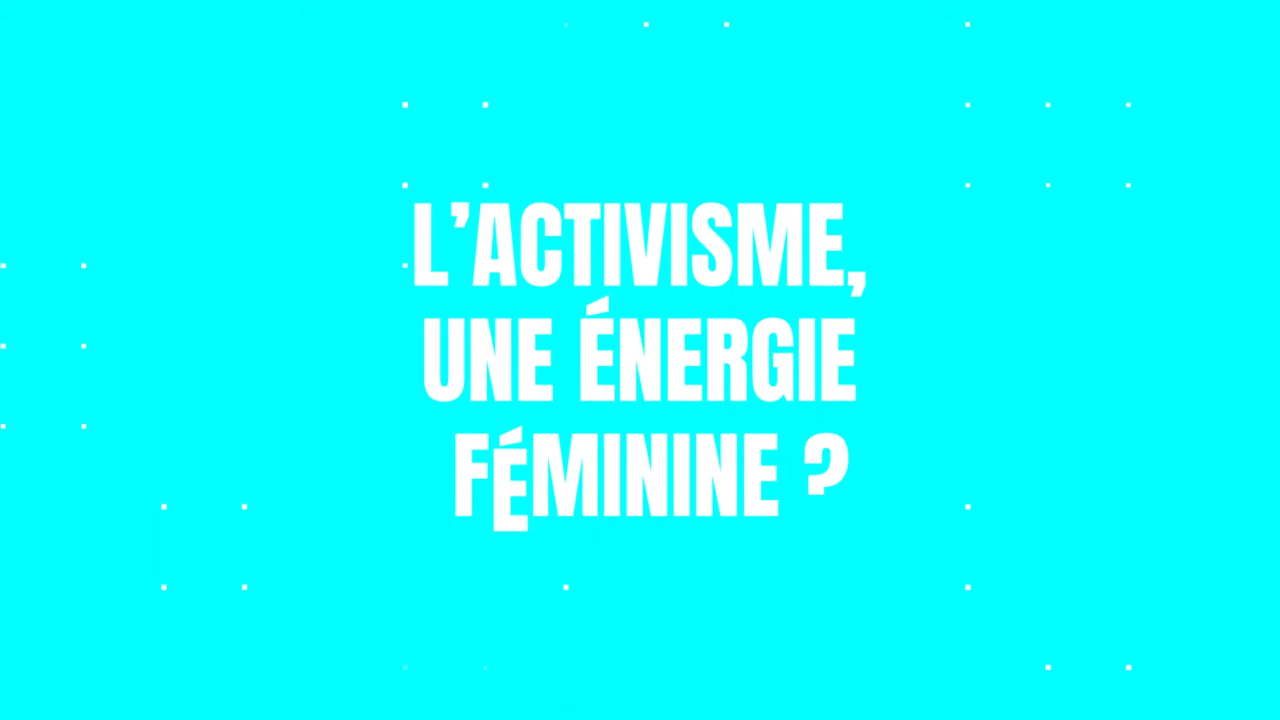 L’ACTIVISME,
UNE ÉNERGIE
FÉMININE ?